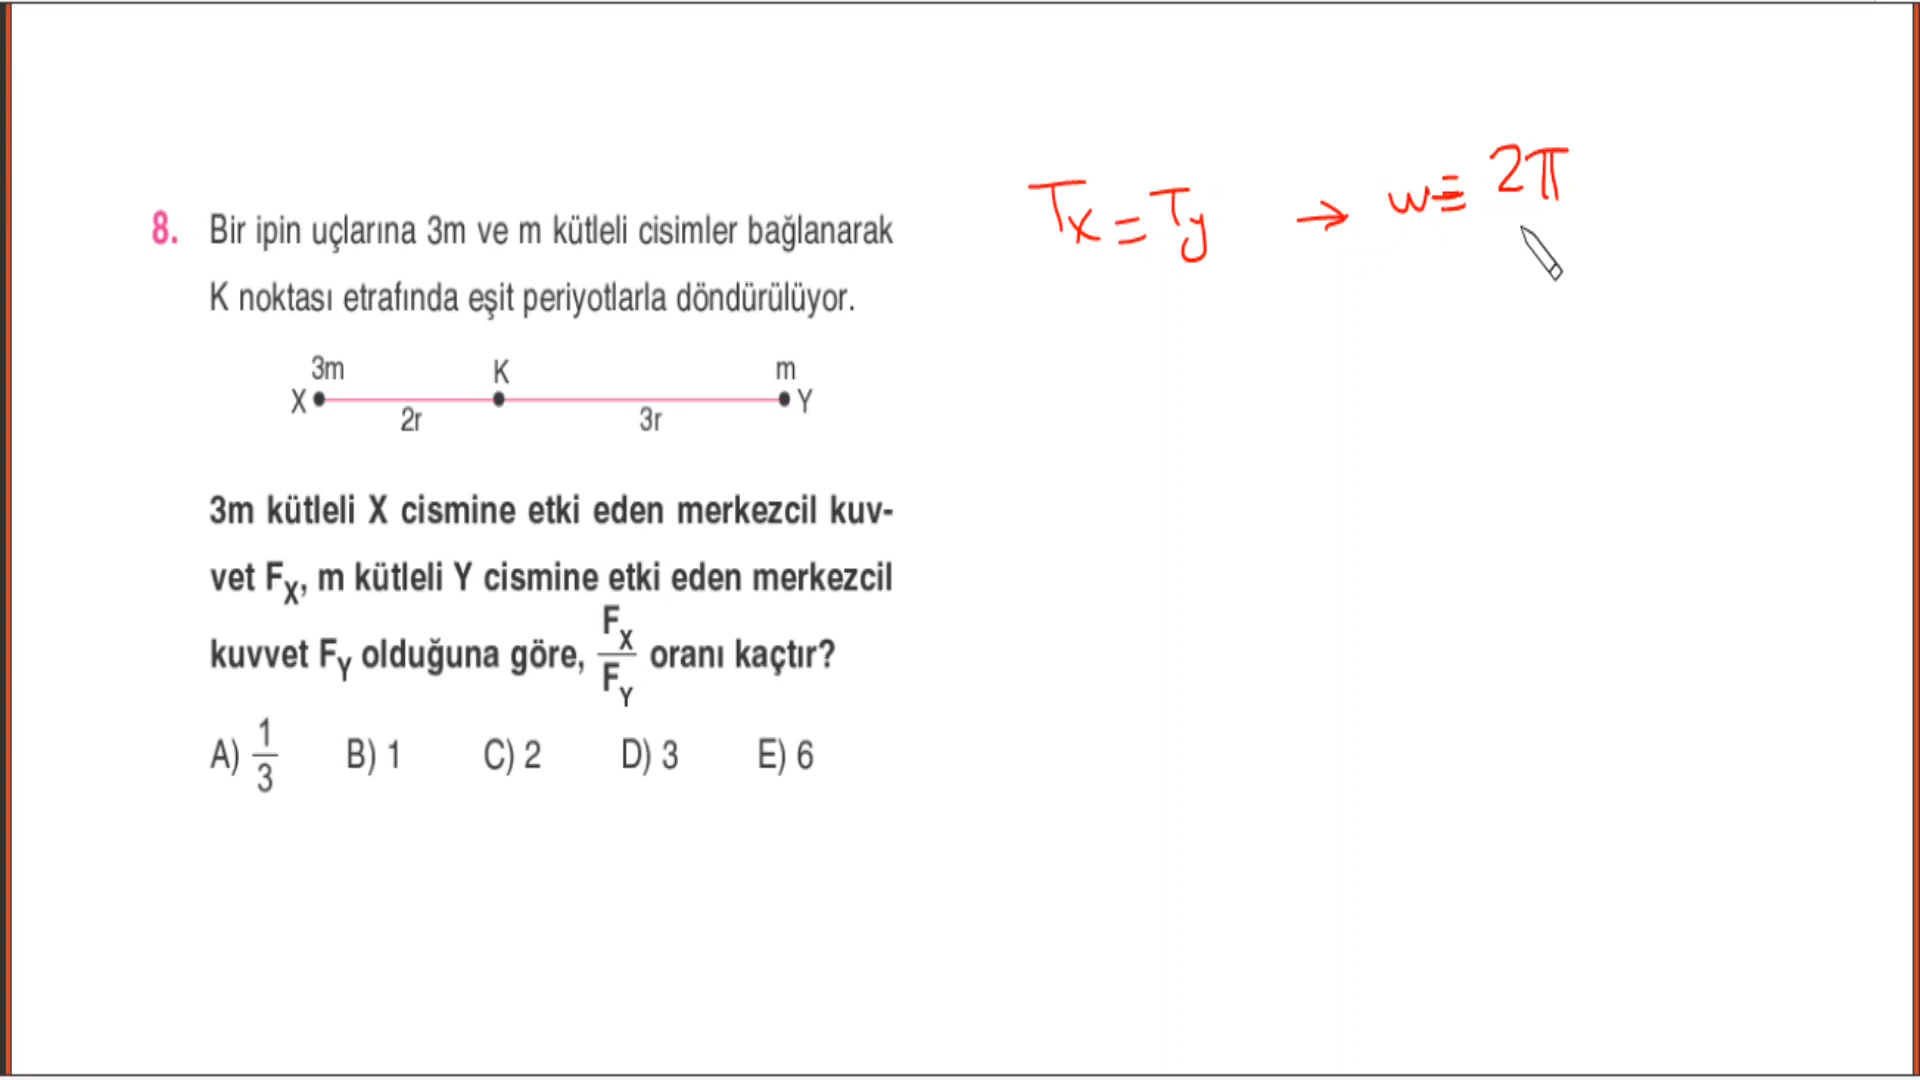 8. Bir ipin uçlarına 3m ve m kütleli cisimler bağlanarak
K noktası etrafında eşit periyotlarla döndürülüyor.
3m K m
X Y
2r 3r
3m kütleli X cismine etki eden merkezcil kuv-
vet F_X, m kütleli Y cismine etki eden merkezcil
kuvvet F_Y olduğuna göre, F_X/F_Y oranı kaçtır?
A) 1/3 B) 1 C) 2 D) 3 E) 6
Tx = Ty → w = 2π